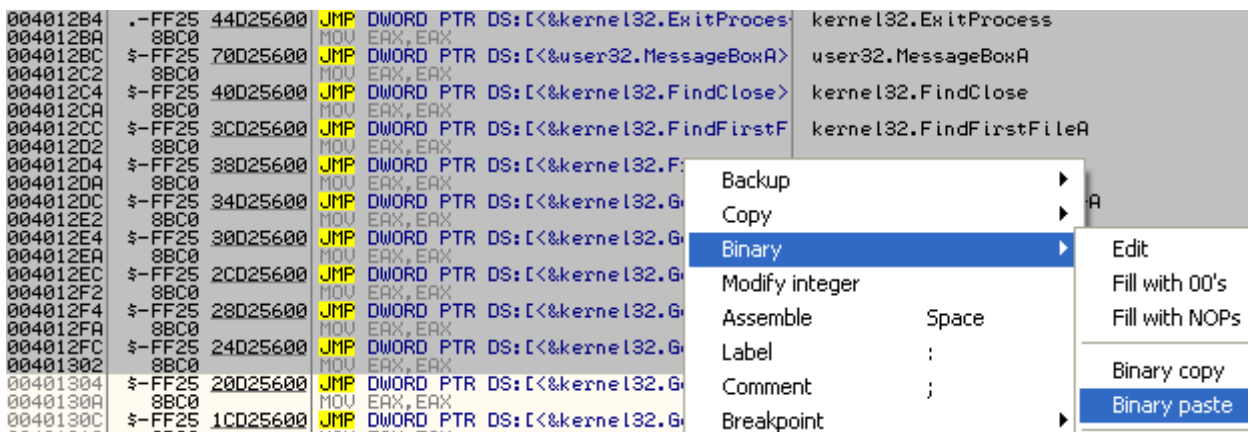 004012B4 .-FF25 44D25600 JMP DWORD PTR DS:[<&kernel32.ExitProces kernel32.ExitProcess
004012BA 8BC0 MOV EAX,EAX
004012BC $-FF25 70D25600 JMP DWORD PTR DS:[<&user32.MessageBoxA> user32.MessageBoxA
004012C2 8BC0 MOV EAX,EAX
004012C4 $-FF25 40D25600 JMP DWORD PTR DS:[<&kernel32.FindClose> kernel32.FindClose
004012CA 8BC0 MOV EAX,EAX
004012CC $-FF25 3CD25600 JMP DWORD PTR DS:[<&kernel32.FindFirstF kernel32.FindFirstFileA
004012D2 8BC0 MOV EAX,EAX
004012D4 $-FF25 38D25600 JMP DWORD PTR DS:[<&kernel32.F
004012DA 8BC0 MOV EAX,EAX
004012DC $-FF25 34D25600 JMP DWORD PTR DS:[<&kernel32.G A
004012E2 8BC0 MOV EAX,EAX
004012E4 $-FF25 30D25600 JMP DWORD PTR DS:[<&kernel32.G
004012EA 8BC0 MOV EAX,EAX
004012EC $-FF25 2CD25600 JMP DWORD PTR DS:[<&kernel32.G
004012F2 8BC0 MOV EAX,EAX
004012F4 $-FF25 28D25600 JMP DWORD PTR DS:[<&kernel32.G
004012FA 8BC0 MOV EAX,EAX
004012FC $-FF25 24D25600 JMP DWORD PTR DS:[<&kernel32.G
00401302 8BC0 MOV EAX,EAX
00401304 $-FF25 20D25600 JMP DWORD PTR DS:[<&kernel32.G
0040130A 8BC0 MOV EAX,EAX
0040130C $-FF25 1CD25600 JMP DWORD PTR DS:[<&kernel32.G
Backup
Copy
Binary
Modify integer
Assemble Space
Label :
Comment ;
Breakpoint
Edit
Fill with 00's
Fill with NOPs
Binary copy
Binary paste